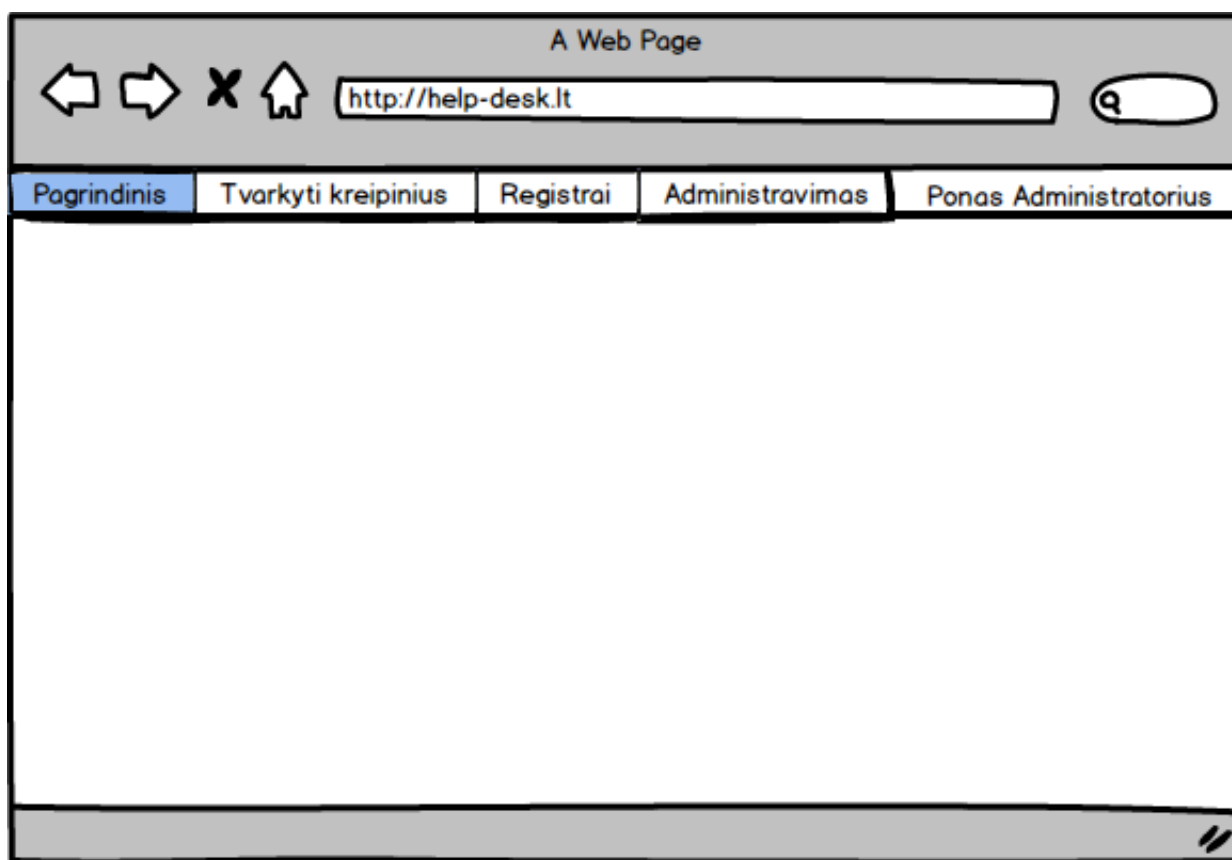 A Web Page
http://help-desk.lt
Pagrindinis Tvarkyti kreipinius Registrai Administravimas Ponas Administratorius